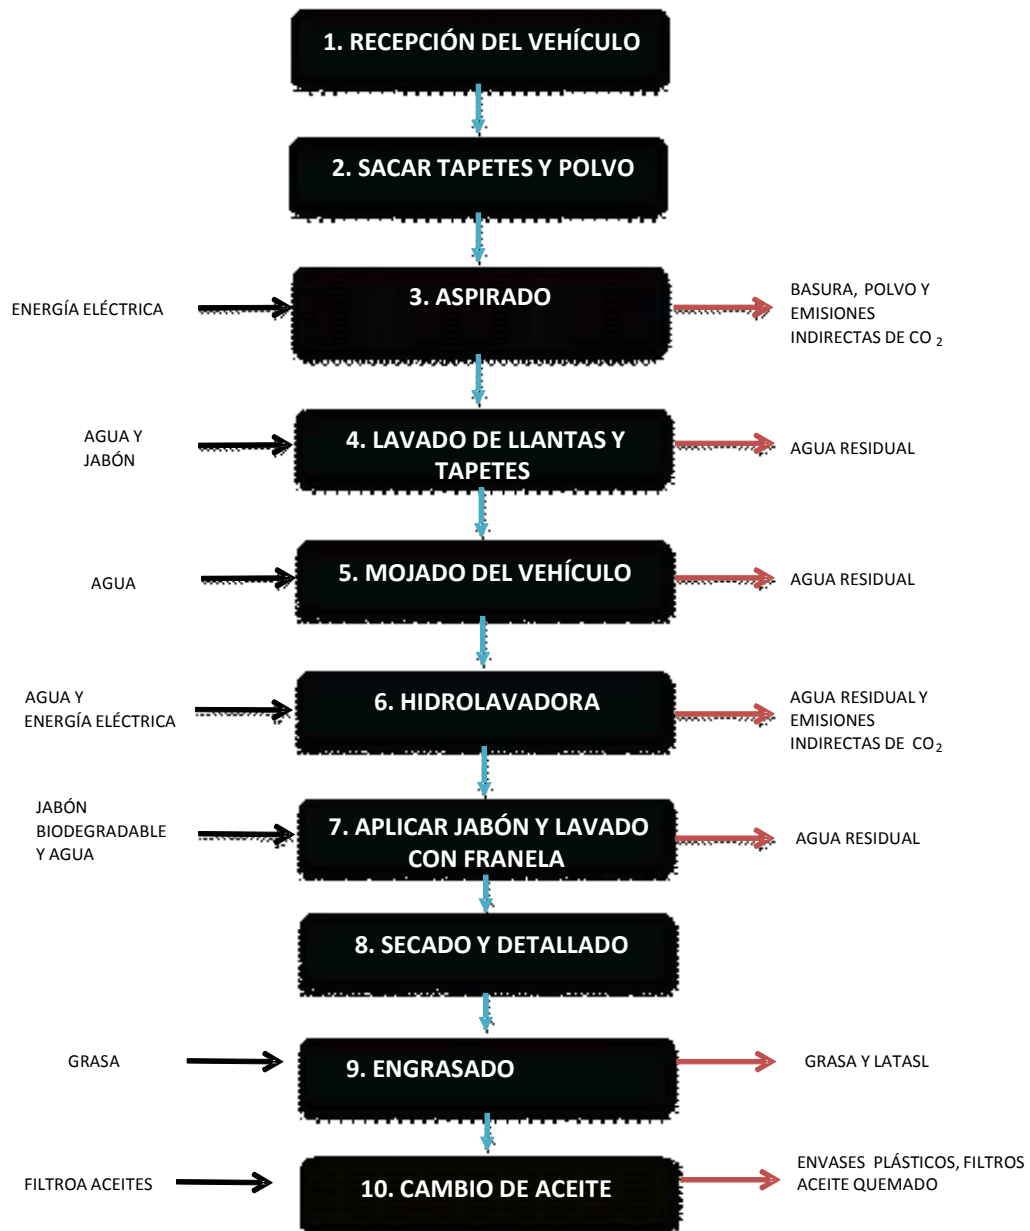 1. RECEPCIÓN DEL VEHÍCULO
2. SACAR TAPETES Y POLVO
ENERGÍA ELÉCTRICA
3. ASPIRADO
BASURA, POLVO Y
EMISIONES
INDIRECTAS DE CO₂
AGUA Y
JABÓN
4. LAVADO DE LLANTAS Y
TAPETES
AGUA RESIDUAL
AGUA
5. MOJADO DEL VEHÍCULO
AGUA RESIDUAL
AGUA Y
ENERGÍA ELÉCTRICA
6. HIDROLAVADORA
AGUA RESIDUAL Y
EMISIONES
INDIRECTAS DE CO₂
JABÓN
BIODEGRADABLE
Y AGUA
7. APLICAR JABÓN Y LAVADO
CON FRANELA
AGUA RESIDUAL
8. SECADO Y DETALLADO
GRASA
9. ENGRASADO
GRASA Y LATASL
FILTROA ACEITES
10. CAMBIO DE ACEITE
ENVASES PLÁSTICOS, FILTROS
ACEITE QUEMADO